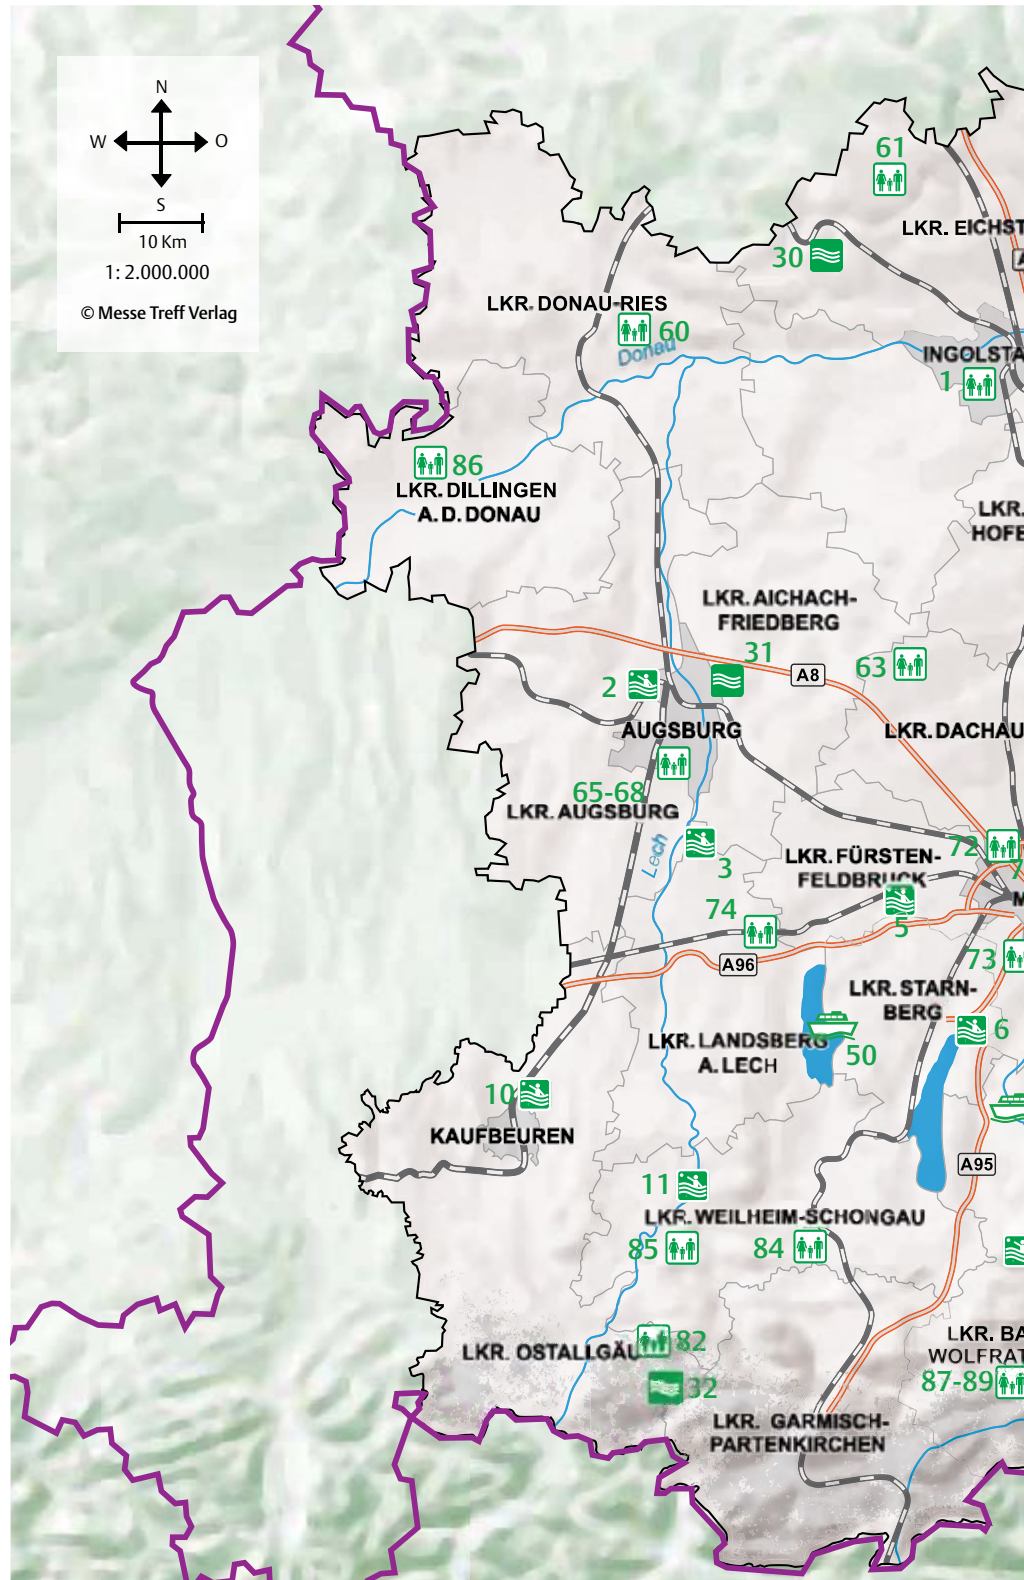 N
W
O
S
10 Km
1: 2.000.000
© Messe Treff Verlag
61
LKR. EICHST
30
LKR. DONAU-RIES
60
Donau
INGOLSTA
1
86
LKR. DILLINGEN
A. D. DONAU
LKR.
HOFE
LKR. AICHACH-
FRIEDBERG
31
A8
63
2
AUGSBURG
LKR. DACHAU
65-68
LKR. AUGSBURG
Lech
3
72
7
LKR. FÜRSTEN-
FELDBRUCK
M
74
5
A96
73
LKR. STARN-
BERG
6
LKR. LANDSBERG
A. LECH
50
10
KAUFBEUREN
A95
11
LKR. WEILHEIM-SCHONGAU
85
84
LKR. OSTALLGÄU
82
LKR. BA
WOLFRAT
87-89
32
LKR. GARMISCH-
PARTENKIRCHEN